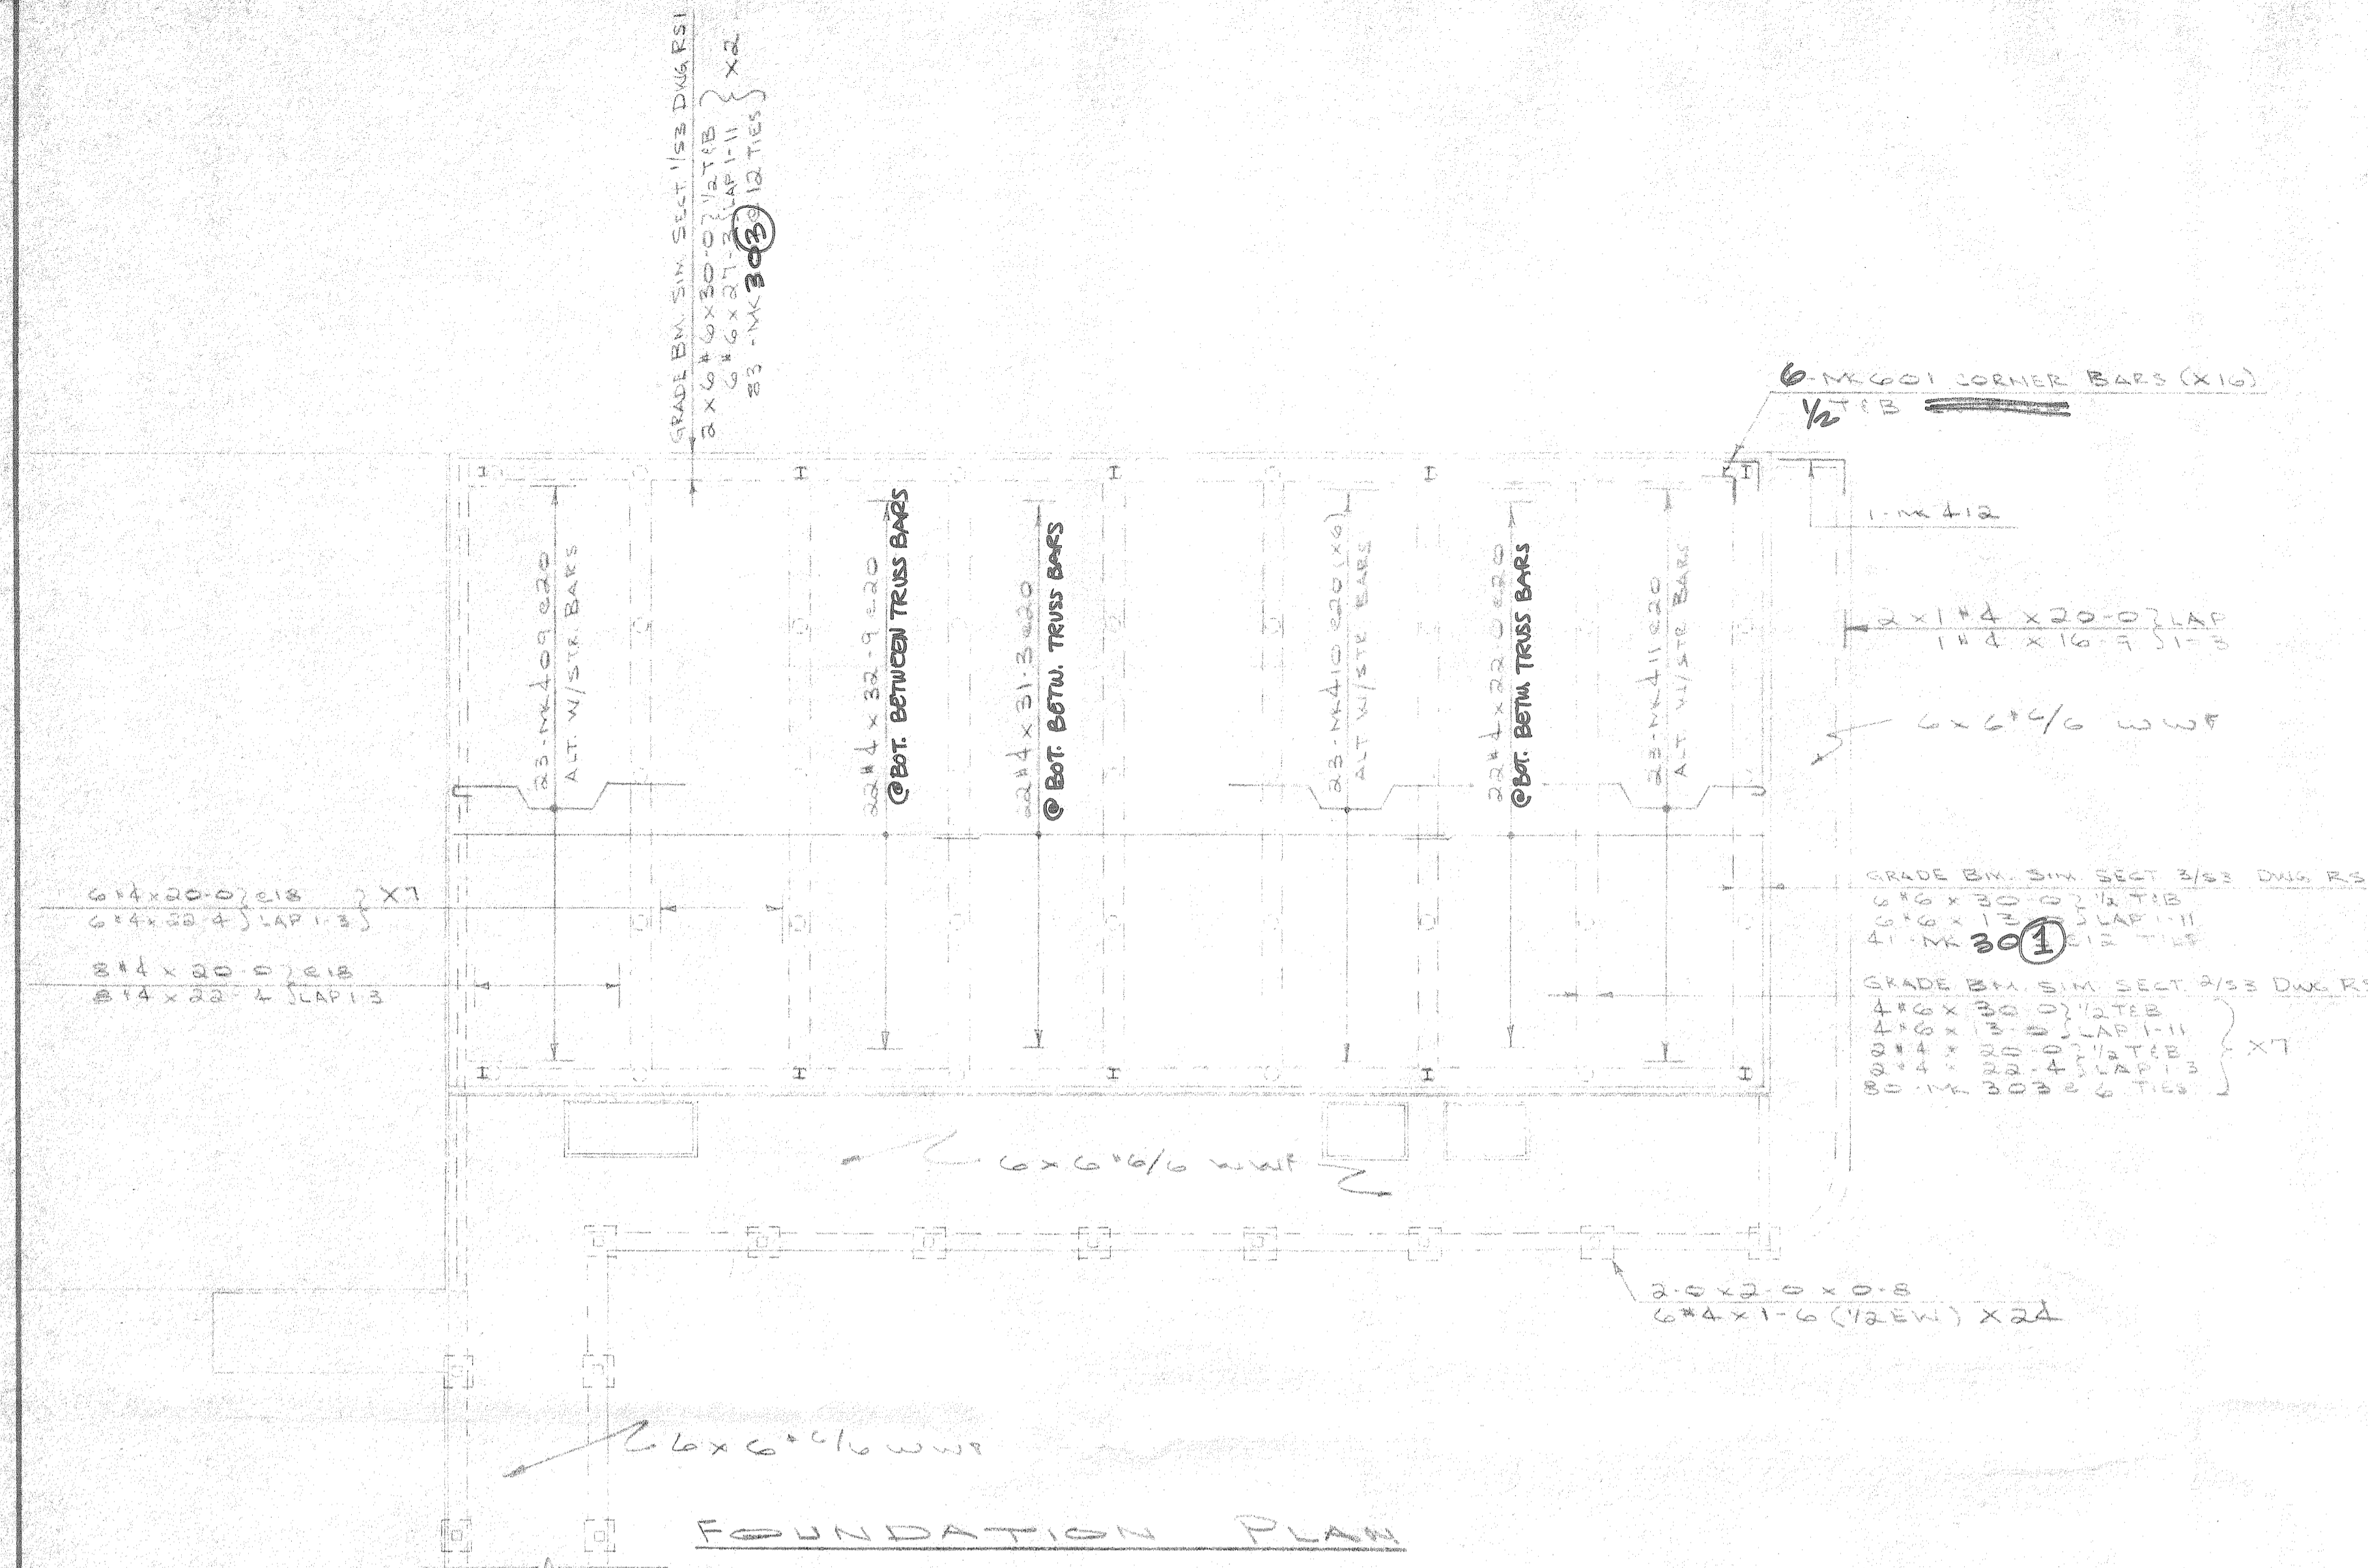 GRADE BM. SIM. SECT. 1/S3 DWG RS1
2 x 6 #6 x 30-0 } 1/2 T&B } X2
6 #6 x 27-3 } LAP 1-11
83 - MK 303 @ 12 TIES
6-MK 601 CORNER BARS (X16)
1/2 T&B
1-MK 412
23-MK 409 @ 20
ALT. W/STR. BARS
22 #4 x 32-9 @ 20
@ BOT. BETWEEN TRUSS BARS
22 #4 x 31-3 @ 20
@ BOT. BETW. TRUSS BARS
23-MK 410 @ 20 (x6)
ALT W/STR BARS
22 #4 x 22-0 @ 20
@ BOT. BETW. TRUSS BARS
23-MK 411 @ 20
ALT W/STR BARS
2 x 1 #4 x 20-0 } LAP
1 #4 x 16-9 } 1-3
6 x 6 #6/6 WWF
6 #4 x 20-0 } @ 18 } X7
6 #4 x 22-4 } LAP 1-3
8 #4 x 20-0 } @ 18
8 #4 x 22-4 } LAP 1-3
GRADE BM. SIM. SECT 3/S3 DWG RS
6 #6 x 30-0 } 1/2 T&B
6 #6 x 13- } LAP 1-11
41-MK 301 @ 12 TIES
GRADE BM. SIM. SECT. 2/S3 DWG RS
4 #6 x 30-0 } 1/2 T&B
4 #6 x 13- } LAP 1-11
2 #4 x 20-0 } 1/2 T&B } X7
2 #4 x 22-4 } LAP 1-3
80-MK 303 @ 6 TIES
6 x 6 #6/6 WWF
2-0 x 2-0 x 0-8
6 #4 x 1-6 (1/2 EW) X24
6 x 6 #6/6 WWF
FOUNDATION PLAN